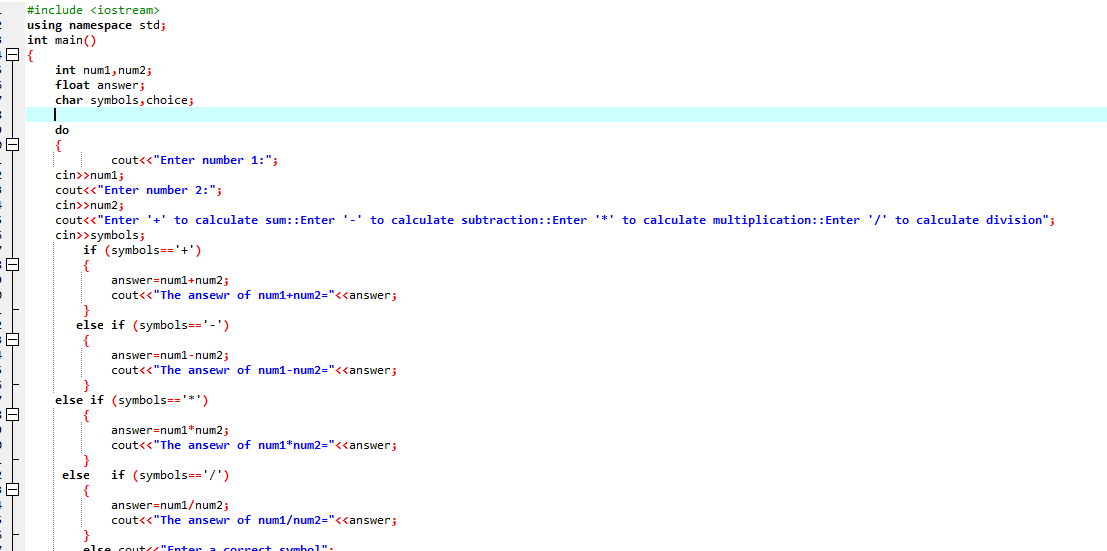 #include <iostream>
using namespace std;
int main()
{
int num1,num2;
float answer;
char symbols,choice;
do
{
cout<<"Enter number 1:";
cin>>num1;
cout<<"Enter number 2:";
cin>>num2;
cout<<"Enter '+' to calculate sum::Enter '-' to calculate subtraction::Enter '*' to calculate multiplication::Enter '/' to calculate division";
cin>>symbols;
if (symbols=='+')
{
answer=num1+num2;
cout<<"The ansewr of num1+num2="<<answer;
}
else if (symbols=='-')
{
answer=num1-num2;
cout<<"The ansewr of num1-num2="<<answer;
}
else if (symbols=='*')
{
answer=num1*num2;
cout<<"The ansewr of num1*num2="<<answer;
}
else if (symbols=='/')
{
answer=num1/num2;
cout<<"The ansewr of num1/num2="<<answer;
}
else cout<<"Enter a correct symbol";